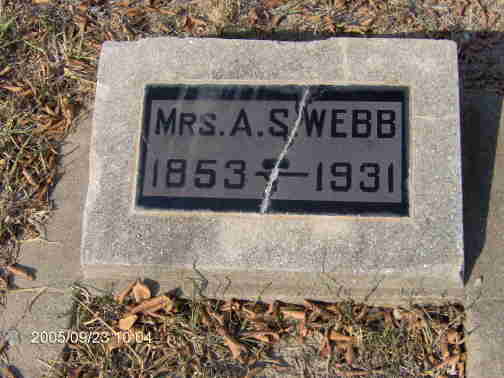 MRS. A. S. WEBB
1853 — 1931
2005/09/23 10:04